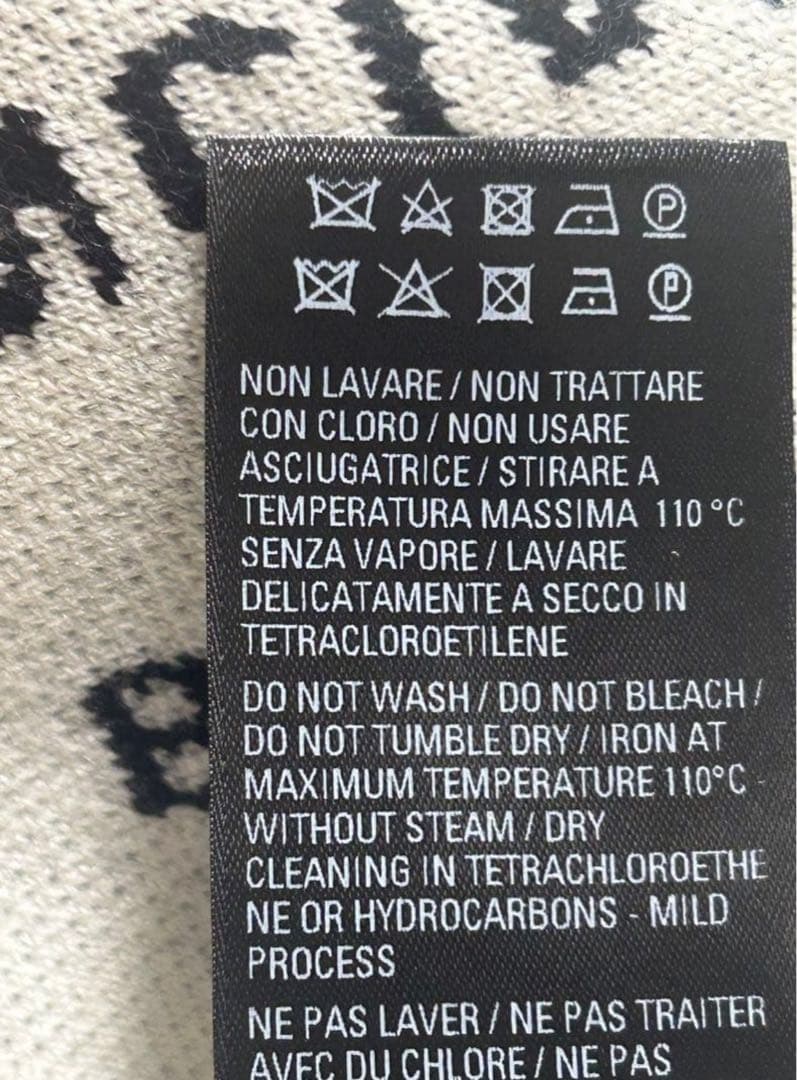 P
P
NON LAVARE / NON TRATTARE
CON CLORO / NON USARE
ASCIUGATRICE / STIRARE A
TEMPERATURA MASSIMA 110 °C
SENZA VAPORE / LAVARE
DELICATAMENTE A SECCO IN
TETRACLOROETILENE
DO NOT WASH / DO NOT BLEACH /
DO NOT TUMBLE DRY / IRON AT
MAXIMUM TEMPERATURE 110°C -
WITHOUT STEAM / DRY
CLEANING IN TETRACHLOROETHE
NE OR HYDROCARBONS - MILD
PROCESS
NE PAS LAVER / NE PAS TRAITER
AVEC DU CHLORE / NE PAS